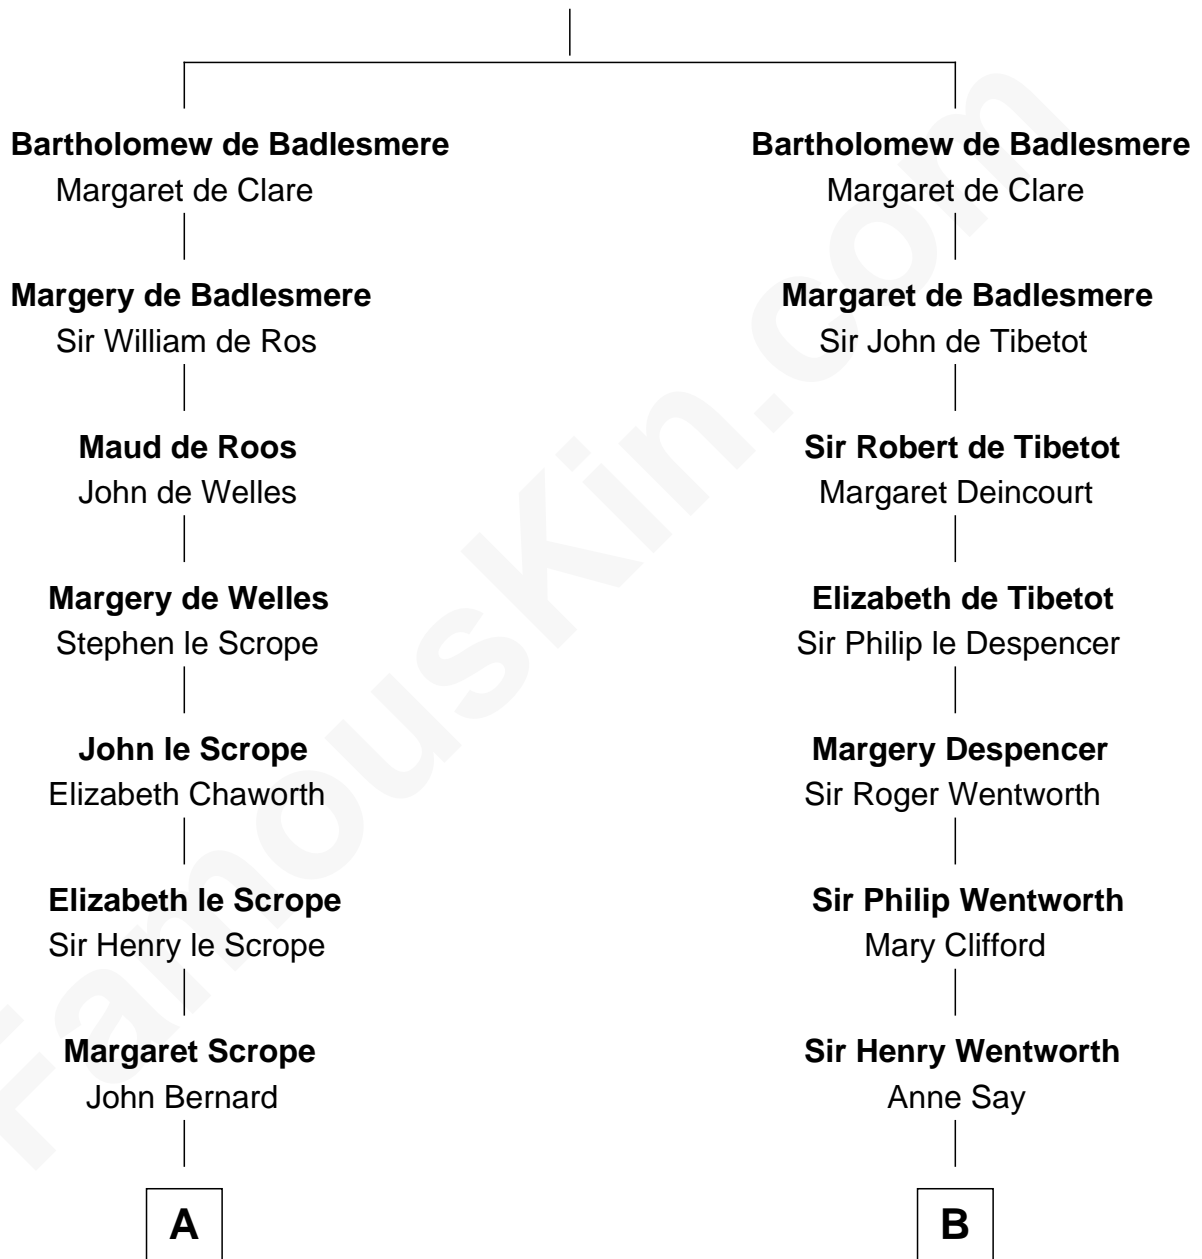 Bartholomew de Badlesmere
Margaret de Clare
Margery de Badlesmere
Sir William de Ros
Maud de Roos
John de Welles
Margery de Welles
Stephen le Scrope
John le Scrope
Elizabeth Chaworth
Elizabeth le Scrope
Sir Henry le Scrope
Margaret Scrope
John Bernard
A
Bartholomew de Badlesmere
Margaret de Clare
Margaret de Badlesmere
Sir John de Tibetot
Sir Robert de Tibetot
Margaret Deincourt
Elizabeth de Tibetot
Sir Philip le Despencer
Margery Despencer
Sir Roger Wentworth
Sir Philip Wentworth
Mary Clifford
Sir Henry Wentworth
Anne Say
B
FamousKin.com